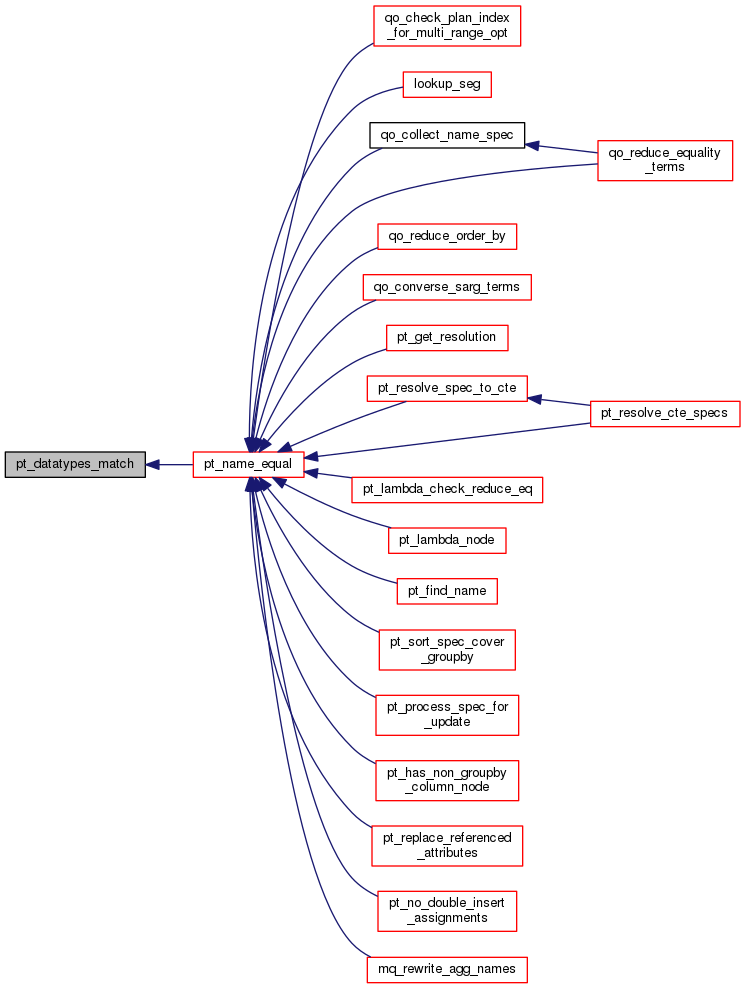 qo_check_plan_index
_for_multi_range_opt
lookup_seg
qo_collect_name_spec
qo_reduce_equality
_terms
qo_reduce_order_by
qo_converse_sarg_terms
pt_get_resolution
pt_resolve_spec_to_cte
pt_resolve_cte_specs
pt_datatypes_match
pt_name_equal
pt_lambda_check_reduce_eq
pt_lambda_node
pt_find_name
pt_sort_spec_cover
_groupby
pt_process_spec_for
_update
pt_has_non_groupby
_column_node
pt_replace_referenced
_attributes
pt_no_double_insert
_assignments
mq_rewrite_agg_names